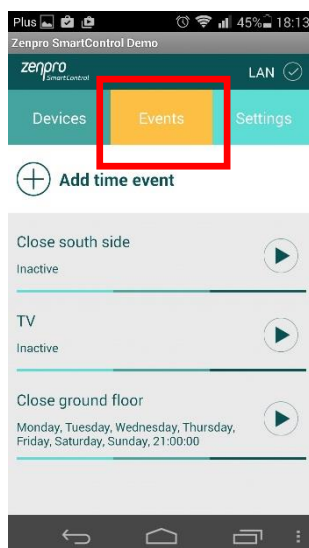 Plus 45% 18:13
Zenpro SmartControl Demo
zenpro
SmartControl
LAN
Devices Events Settings
Add time event
Close south side
Inactive
TV
Inactive
Close ground floor
Monday, Tuesday, Wednesday, Thursday,
Friday, Saturday, Sunday, 21:00:00